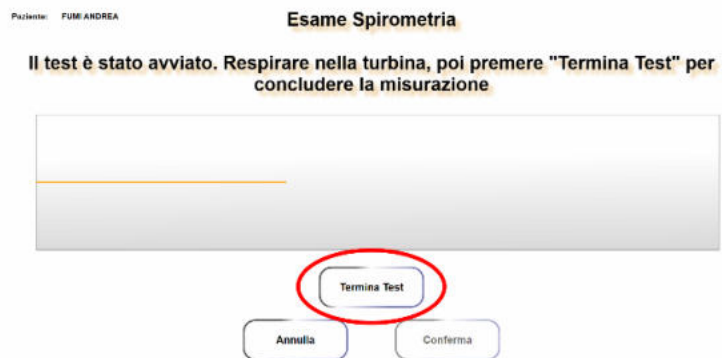 Paziente: FUMI ANDREA
Esame Spirometria
Il test è stato avviato. Respirare nella turbina, poi premere "Termina Test" per
concludere la misurazione
Termina Test
Annulla
Conferma